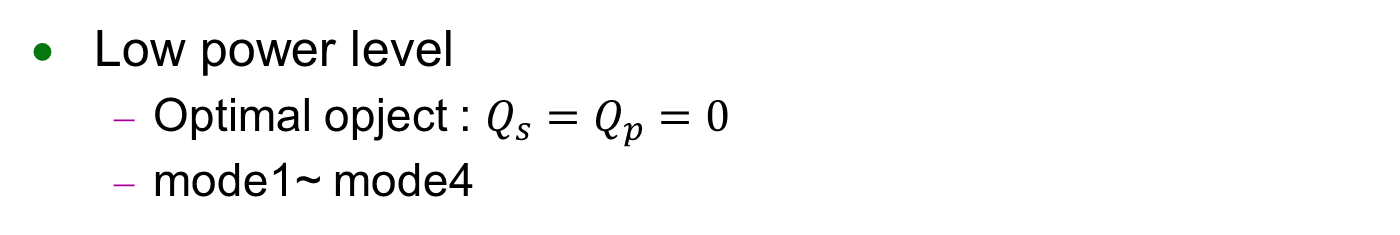 • Low power level
– Optimal opject : Qₛ = Qₚ = 0
– mode1~ mode4